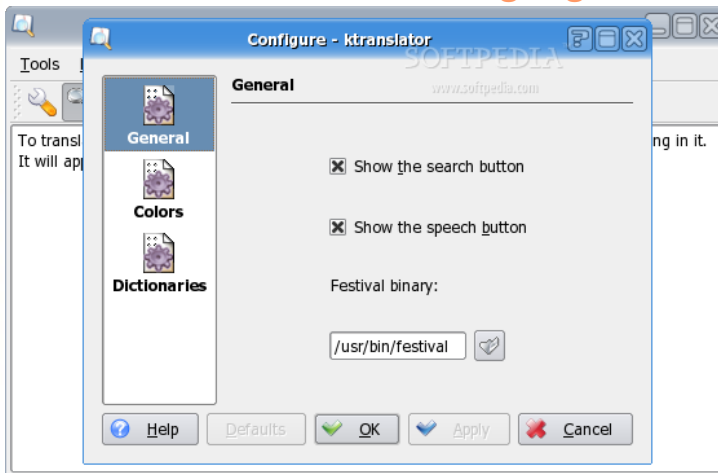 Configure - ktranslator
SOFTPEDIA
www.softpedia.com
Tools
General
To transl
ng in it.
It will ap
General
Colors
Dictionaries
Show the search button
Show the speech button
Festival binary:
/usr/bin/festival
Help
Defaults
OK
Apply
Cancel